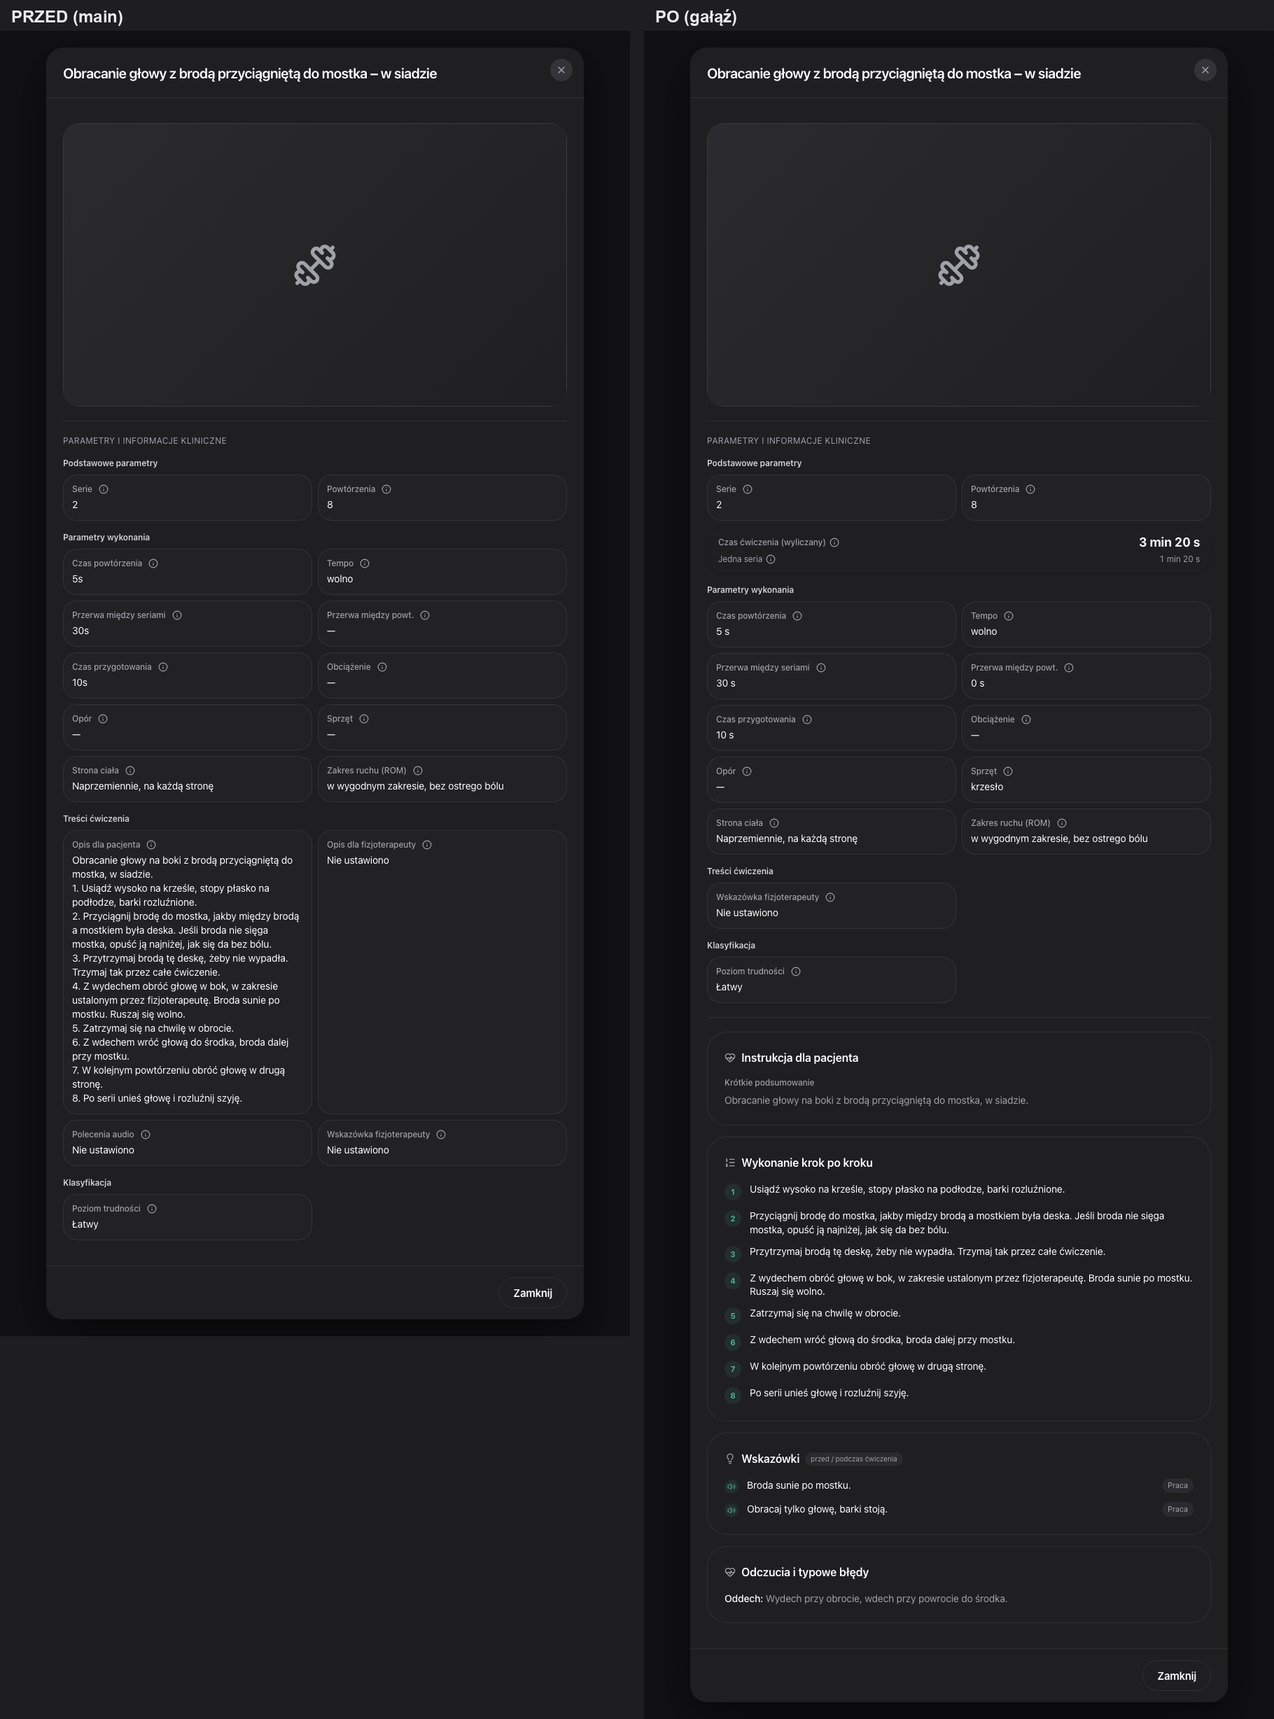 PRZED (main)
Obracanie głowy z brodą przyciągniętą do mostka – w siadzie
PARAMETRY I INFORMACJE KLINICZNE
Podstawowe parametry
Serie
2
Powtórzenia
8
Parametry wykonania
Czas powtórzenia
5s
Tempo
wolno
Przerwa między seriami
30s
Przerwa między powt.
—
Czas przygotowania
10s
Obciążenie
—
Opór
—
Sprzęt
—
Strona ciała
Naprzemiennie, na każdą stronę
Zakres ruchu (ROM)
w wygodnym zakresie, bez ostrego bólu
Treści ćwiczenia
Opis dla pacjenta
Obracanie głowy na boki z brodą przyciągniętą do
mostka, w siadzie.
1. Usiądź wysoko na krześle, stopy płasko na
podłodze, barki rozluźnione.
2. Przyciągnij brodę do mostka, jakby między brodą
a mostkiem była deska. Jeśli broda nie sięga
mostka, opuść ją najniżej, jak się da bez bólu.
3. Przytrzymaj brodą tę deskę, żeby nie wypadła.
Trzymaj tak przez całe ćwiczenie.
4. Z wydechem obróć głowę w bok, w zakresie
ustalonym przez fizjoterapeutę. Broda sunie po
mostku. Ruszaj się wolno.
5. Zatrzymaj się na chwilę w obrocie.
6. Z wdechem wróć głową do środka, broda dalej
przy mostku.
7. W kolejnym powtórzeniu obróć głowę w drugą
stronę.
8. Po serii unieś głowę i rozluźnij szyję.
Opis dla fizjoterapeuty
Nie ustawiono
Polecenia audio
Nie ustawiono
Wskazówka fizjoterapeuty
Nie ustawiono
Klasyfikacja
Poziom trudności
Łatwy
Zamknij
PO (gałąź)
Obracanie głowy z brodą przyciągniętą do mostka – w siadzie
PARAMETRY I INFORMACJE KLINICZNE
Podstawowe parametry
Serie
2
Powtórzenia
8
Czas ćwiczenia (wyliczany)
3 min 20 s
Jedna seria
1 min 20 s
Parametry wykonania
Czas powtórzenia
5 s
Tempo
wolno
Przerwa między seriami
30 s
Przerwa między powt.
0 s
Czas przygotowania
10 s
Obciążenie
—
Opór
—
Sprzęt
krzesło
Strona ciała
Naprzemiennie, na każdą stronę
Zakres ruchu (ROM)
w wygodnym zakresie, bez ostrego bólu
Treści ćwiczenia
Wskazówka fizjoterapeuty
Nie ustawiono
Klasyfikacja
Poziom trudności
Łatwy
Instrukcja dla pacjenta
Krótkie podsumowanie
Obracanie głowy na boki z brodą przyciągniętą do mostka, w siadzie.
Wykonanie krok po kroku
1 Usiądź wysoko na krześle, stopy płasko na podłodze, barki rozluźnione.
2 Przyciągnij brodę do mostka, jakby między brodą a mostkiem była deska. Jeśli broda nie sięga
mostka, opuść ją najniżej, jak się da bez bólu.
3 Przytrzymaj brodą tę deskę, żeby nie wypadła. Trzymaj tak przez całe ćwiczenie.
4 Z wydechem obróć głowę w bok, w zakresie ustalonym przez fizjoterapeutę. Broda sunie po mostku.
Ruszaj się wolno.
5 Zatrzymaj się na chwilę w obrocie.
6 Z wdechem wróć głową do środka, broda dalej przy mostku.
7 W kolejnym powtórzeniu obróć głowę w drugą stronę.
8 Po serii unieś głowę i rozluźnij szyję.
Wskazówki przed / podczas ćwiczenia
Broda sunie po mostku. Praca
Obracaj tylko głowę, barki stoją. Praca
Odczucia i typowe błędy
Oddech: Wydech przy obrocie, wdech przy powrocie do środka.
Zamknij